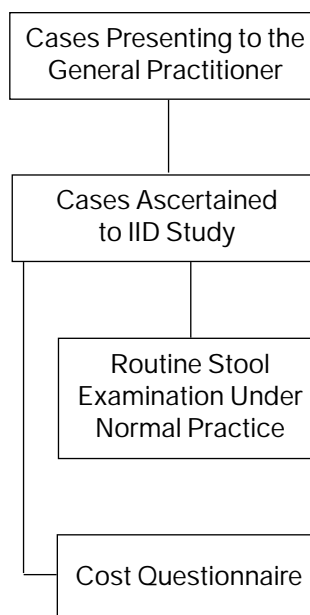 Cases Presenting to the
General Practitioner
Cases Ascertained
to IID Study
Routine Stool
Examination Under
Normal Practice
Cost Questionnaire